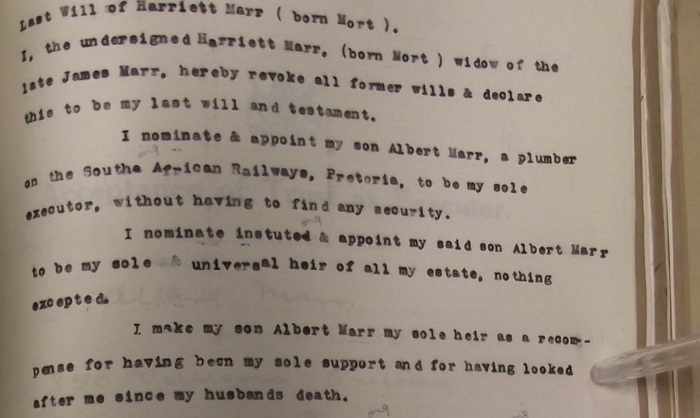 Last Will of Harriett Marr ( born Mort ).
I, the undersigned Harriett Marr, (born Mort ) widow of the
late James Marr, hereby revoke all former wills & declare
this to be my last will and testament.
I nominate & appoint my son Albert Marr, a plumber
on the Southa African Railways, Pretoria, to be my sole
executor, without having to find any security.
I nominate instuted & appoint my said son Albert Marr
to be my sole & universal heir of all my estate, nothing
excepted.
I make my son Albert Marr my sole heir as a recom--
pense for having been my sole support and for having looked
after me since my husbands death.